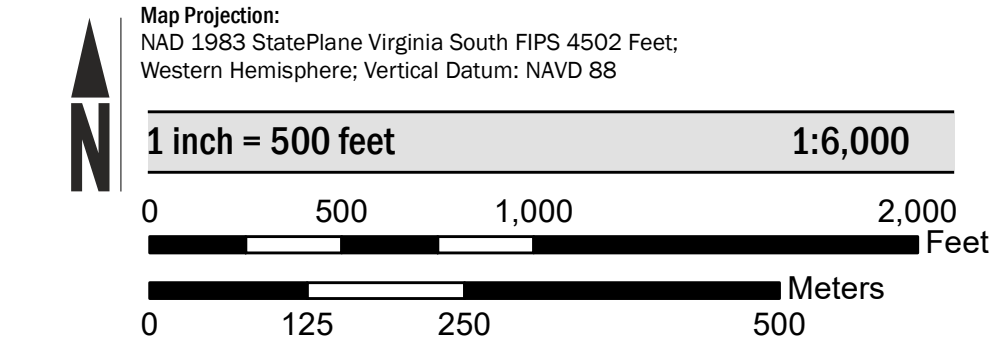 Map Projection:
NAD 1983 StatePlane Virginia South FIPS 4502 Feet;
Western Hemisphere; Vertical Datum: NAVD 88
N
1 inch = 500 feet 1:6,000
0 500 1,000 2,000
Feet
Meters
0 125 250 500